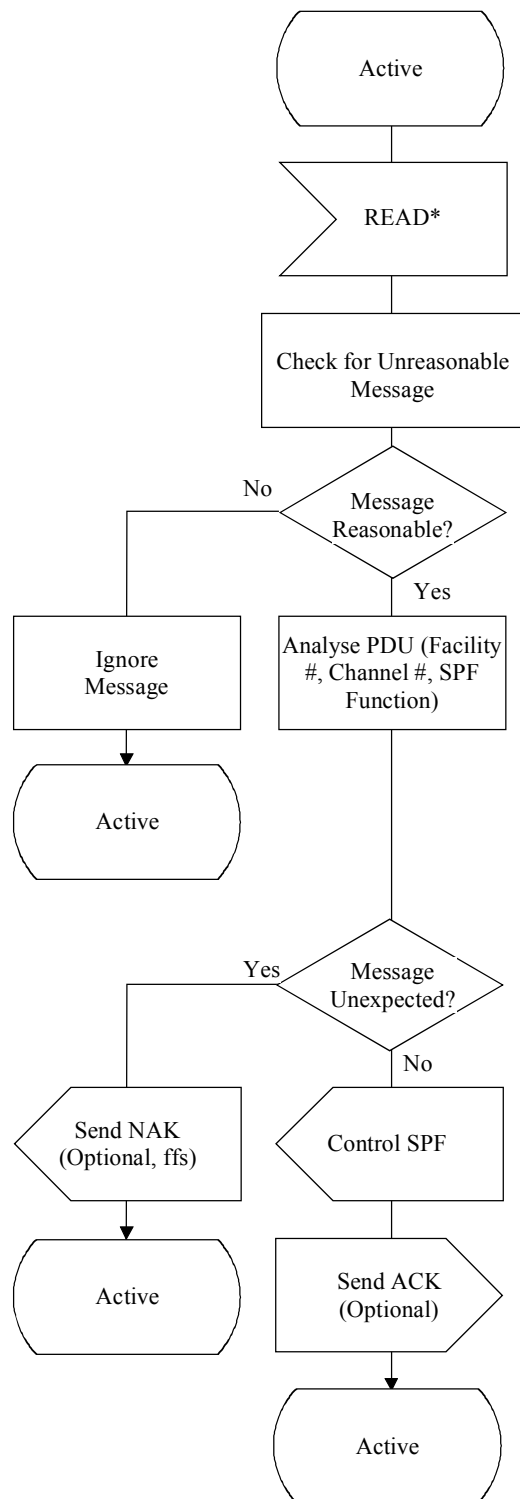 Active
READ*
Check for Unreasonable
Message
No
Message
Reasonable?
Yes
Ignore
Message
Analyse PDU (Facility
#, Channel #, SPF
Function)
Active
Yes
Message
Unexpected?
No
Send NAK
(Optional, ffs)
Control SPF
Active
Send ACK
(Optional)
Active